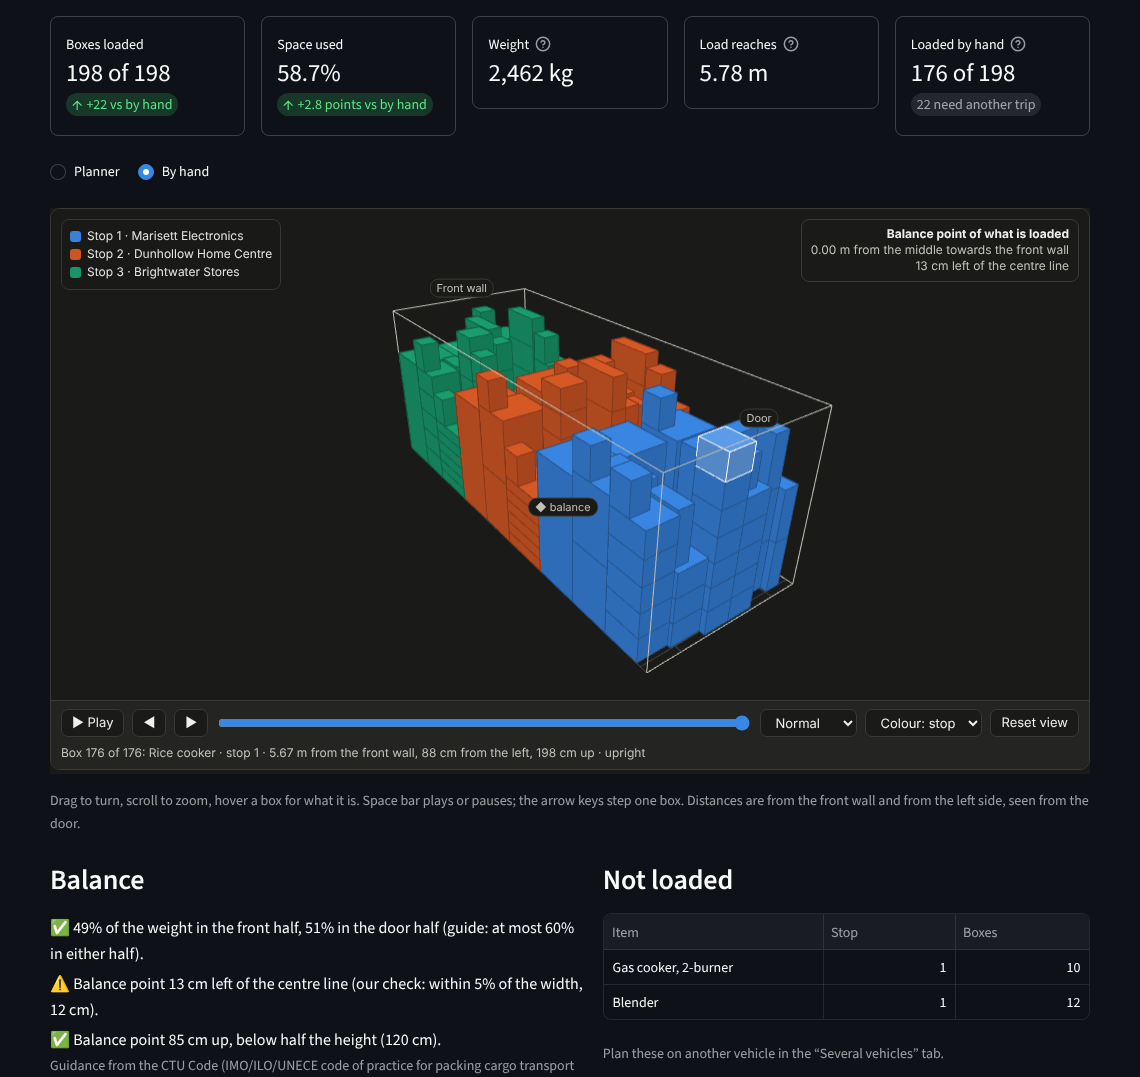 Boxes loaded
198 of 198
↑ +22 vs by hand
Space used
58.7%
↑ +2.8 points vs by hand
Weight
2,462 kg
Load reaches
5.78 m
Loaded by hand
176 of 198
22 need another trip
Planner
By hand
Stop 1 · Marisett Electronics
Stop 2 · Dunhollow Home Centre
Stop 3 · Brightwater Stores
Balance point of what is loaded
0.00 m from the middle towards the front wall
13 cm left of the centre line
Front wall
Door
◆ balance
▶ Play
◀
▶
Normal
Colour: stop
Reset view
Box 176 of 176: Rice cooker · stop 1 · 5.67 m from the front wall, 88 cm from the left, 198 cm up · upright
Drag to turn, scroll to zoom, hover a box for what it is. Space bar plays or pauses; the arrow keys step one box. Distances are from the front wall and from the left side, seen from the
door.
Balance
✅ 49% of the weight in the front half, 51% in the door half (guide: at most 60%
in either half).
⚠️ Balance point 13 cm left of the centre line (our check: within 5% of the width,
12 cm).
✅ Balance point 85 cm up, below half the height (120 cm).
Guidance from the CTU Code (IMO/ILO/UNECE code of practice for packing cargo transport
Not loaded
Item Stop Boxes
Gas cooker, 2-burner 1 10
Blender 1 12
Plan these on another vehicle in the “Several vehicles” tab.